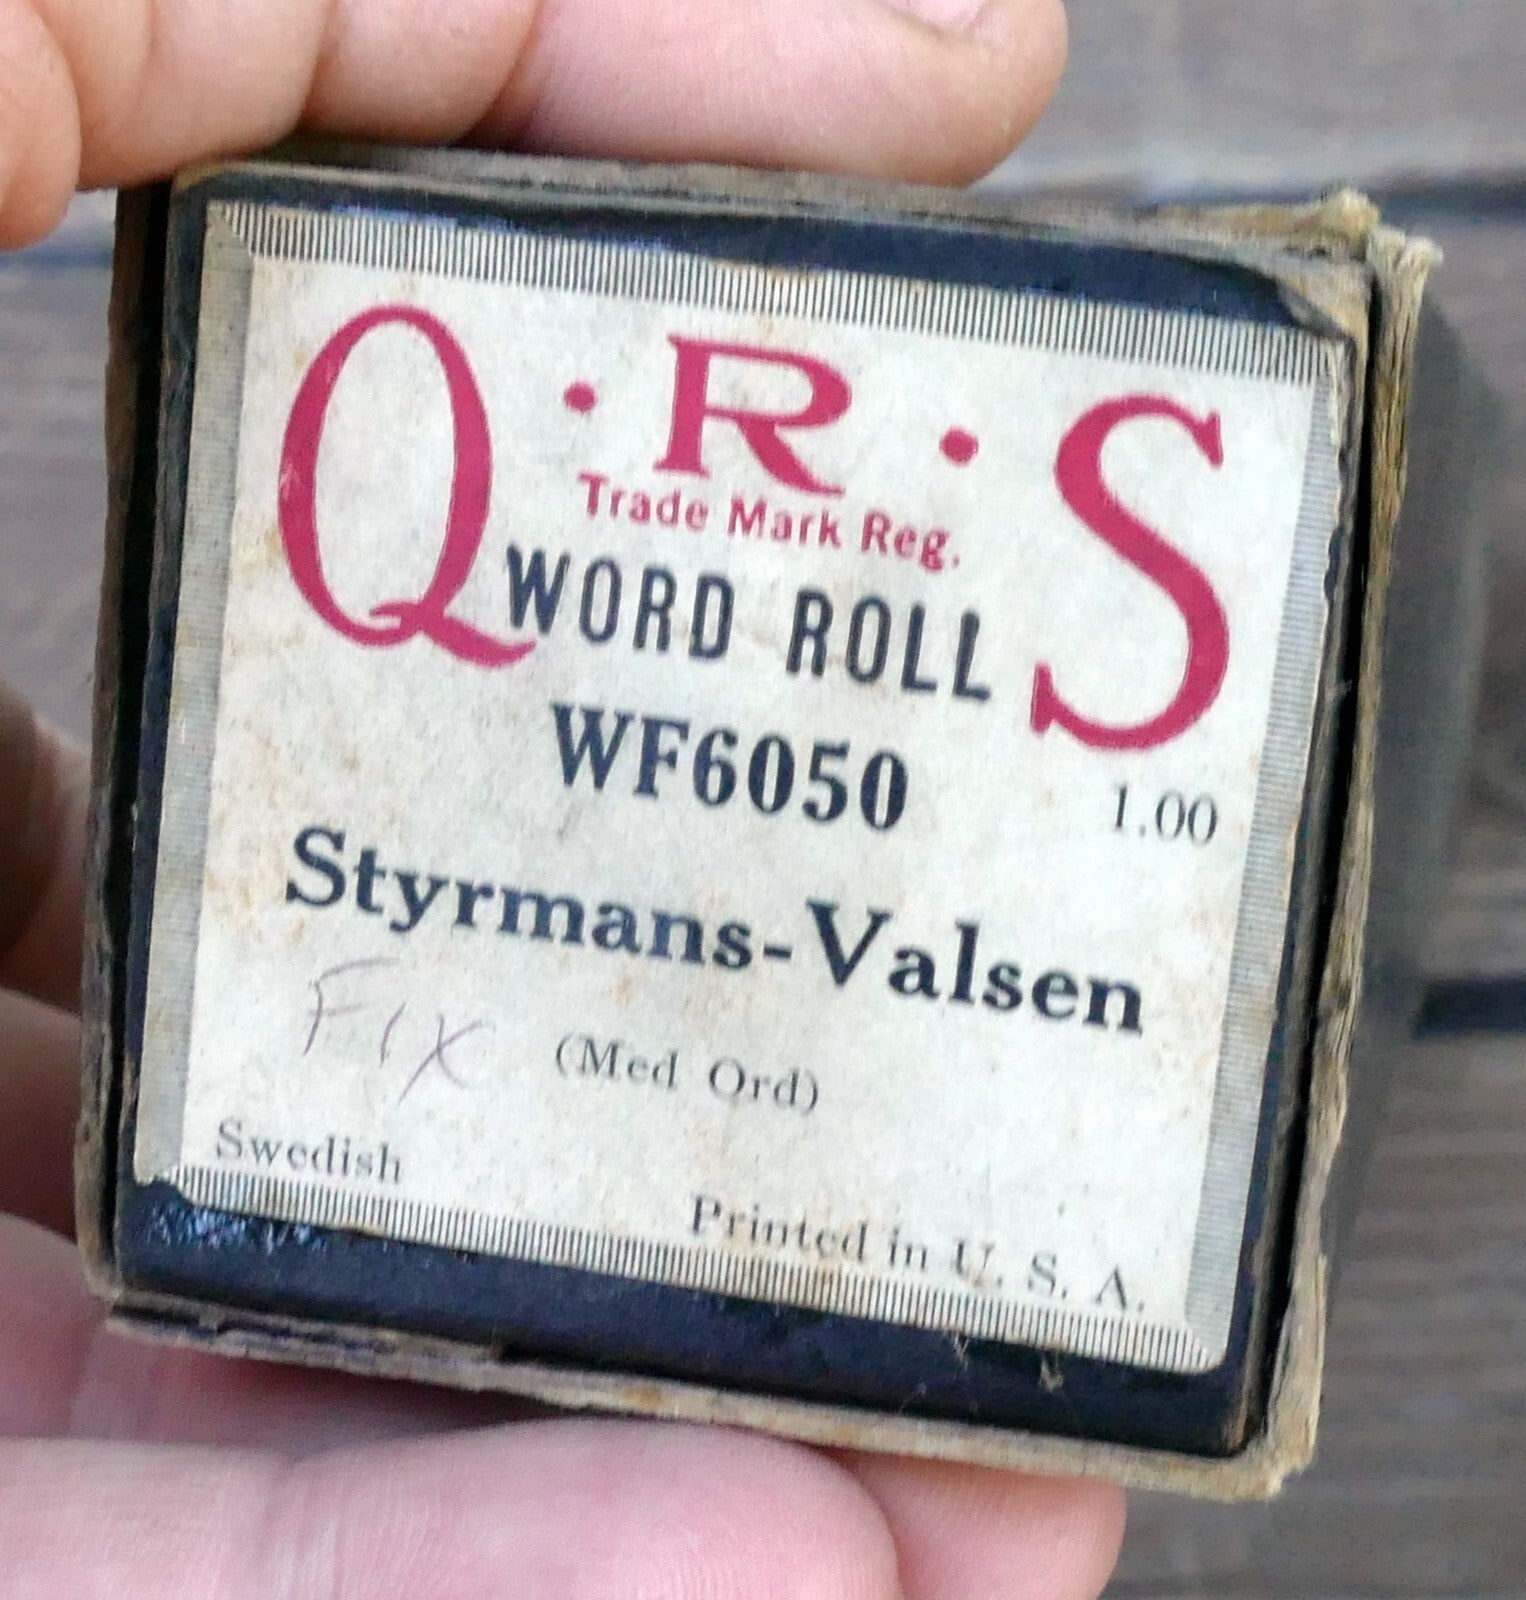 Q·R·S
Trade Mark Reg.
WORD ROLL
WF6050
1.00
Styrmans-Valsen
FIX
(Med Ord)
Swedish
Printed in U. S. A.